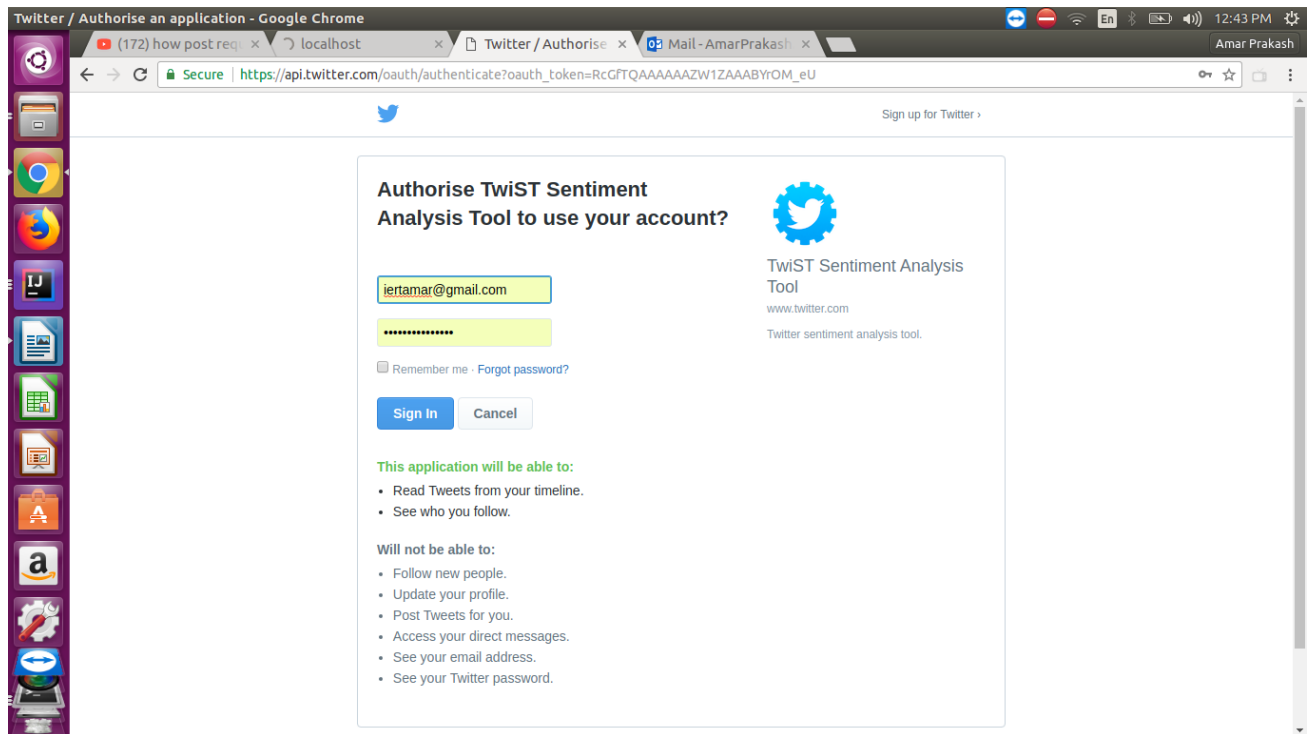 Twitter / Authorise an application - Google Chrome
En
12:43 PM
(172) how post requ
localhost
Twitter / Authorise
Mail - AmarPrakash
Amar Prakash
Secure
https://api.twitter.com/oauth/authenticate?oauth_token=RcGfTQAAAAAAZW1ZAAABYrOM_eU
Sign up for Twitter ›
Authorise TwiST Sentiment
Analysis Tool to use your account?
iertamar@gmail.com
•••••••••••••••
Remember me · Forgot password?
Sign In
Cancel
TwiST Sentiment Analysis
Tool
www.twitter.com
Twitter sentiment analysis tool.
This application will be able to:
• Read Tweets from your timeline.
• See who you follow.
Will not be able to:
• Follow new people.
• Update your profile.
• Post Tweets for you.
• Access your direct messages.
• See your email address.
• See your Twitter password.
IJ
A
a